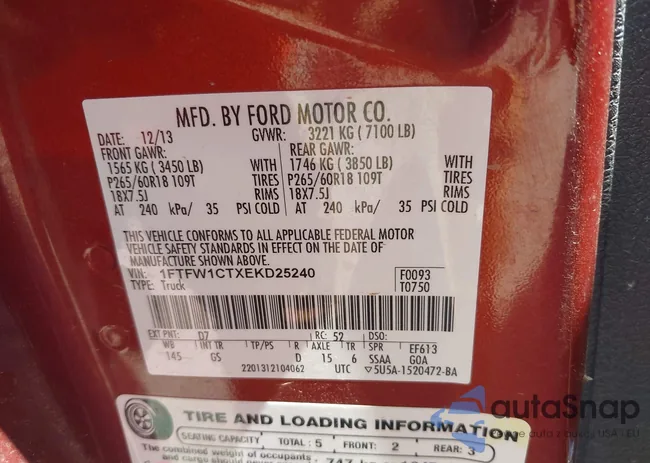 MFD. BY FORD MOTOR CO.
DATE: 12/13 GVWR: 3221 KG ( 7100 LB)
FRONT GAWR: REAR GAWR:
1565 KG ( 3450 LB) WITH 1746 KG ( 3850 LB) WITH
P265/60R18 109T TIRES P265/60R18 109T TIRES
18X7.5J RIMS 18X7.5J RIMS
AT 240 kPa/ 35 PSI COLD AT 240 kPa/ 35 PSI COLD
THIS VEHICLE CONFORMS TO ALL APPLICABLE FEDERAL MOTOR
VEHICLE SAFETY STANDARDS IN EFFECT ON THE DATE OF
MANUFACTURE SHOWN ABOVE.
VIN: 1FTFW1CTXEKD25240 F0093
TYPE: Truck T0750
EXT PNT: D7 RC: 52 DSO:
WB INT TR TP/PS R AXLE TR SPR EF613
145 GS D 15 6 SSAA GOA
2201312104062 UTC ▽5U5A-1520472-BA
TIRE AND LOADING INFORMATION
SEATING CAPACITY TOTAL: 5 FRONT: 2 REAR: 3
The combined weight of occupants
autoSnap